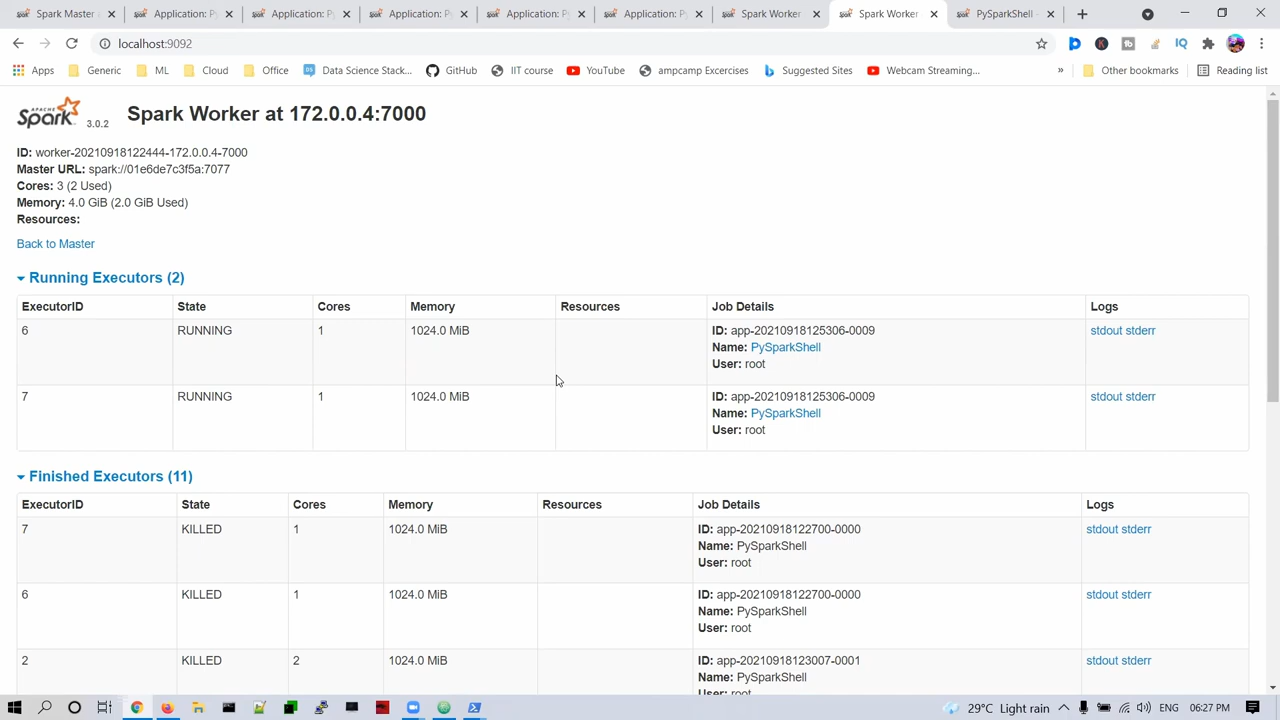 Spark Master
Application: P
Application: P
Application: P
Application: P
Application: P
Spark Worker
Spark Worker
PySparkShell
localhost:9092
Apps
Generic
ML
Cloud
Office
Data Science Stack...
GitHub
IIT course
YouTube
ampcamp Excercises
Suggested Sites
Webcam Streaming...
»
Other bookmarks
Reading list
APACHE
Spark 3.0.2
Spark Worker at 172.0.0.4:7000
ID: worker-20210918122444-172.0.0.4-7000
Master URL: spark://01e6de7c3f5a:7077
Cores: 3 (2 Used)
Memory: 4.0 GiB (2.0 GiB Used)
Resources:
Back to Master
Running Executors (2)
ExecutorID State Cores Memory Resources Job Details Logs
6 RUNNING 1 1024.0 MiB ID: app-20210918125306-0009 stdout stderr
Name: PySparkShell
User: root
7 RUNNING 1 1024.0 MiB ID: app-20210918125306-0009 stdout stderr
Name: PySparkShell
User: root
Finished Executors (11)
ExecutorID State Cores Memory Resources Job Details Logs
7 KILLED 1 1024.0 MiB ID: app-20210918122700-0000 stdout stderr
Name: PySparkShell
User: root
6 KILLED 1 1024.0 MiB ID: app-20210918122700-0000 stdout stderr
Name: PySparkShell
User: root
2 KILLED 2 1024.0 MiB ID: app-20210918123007-0001 stdout stderr
Name: PySparkShell
User: root
29°C Light rain
ENG
06:27 PM